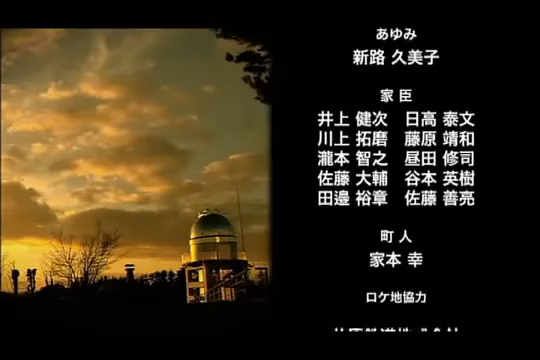 あゆみ
新路 久美子
家 臣
井上 健次 日高 泰文
川上 拓磨 藤原 靖和
瀧本 智之 昼田 修司
佐藤 大輔 谷本 英樹
田邉 裕章 佐藤 善亮
町 人
家本 幸
ロケ地協力